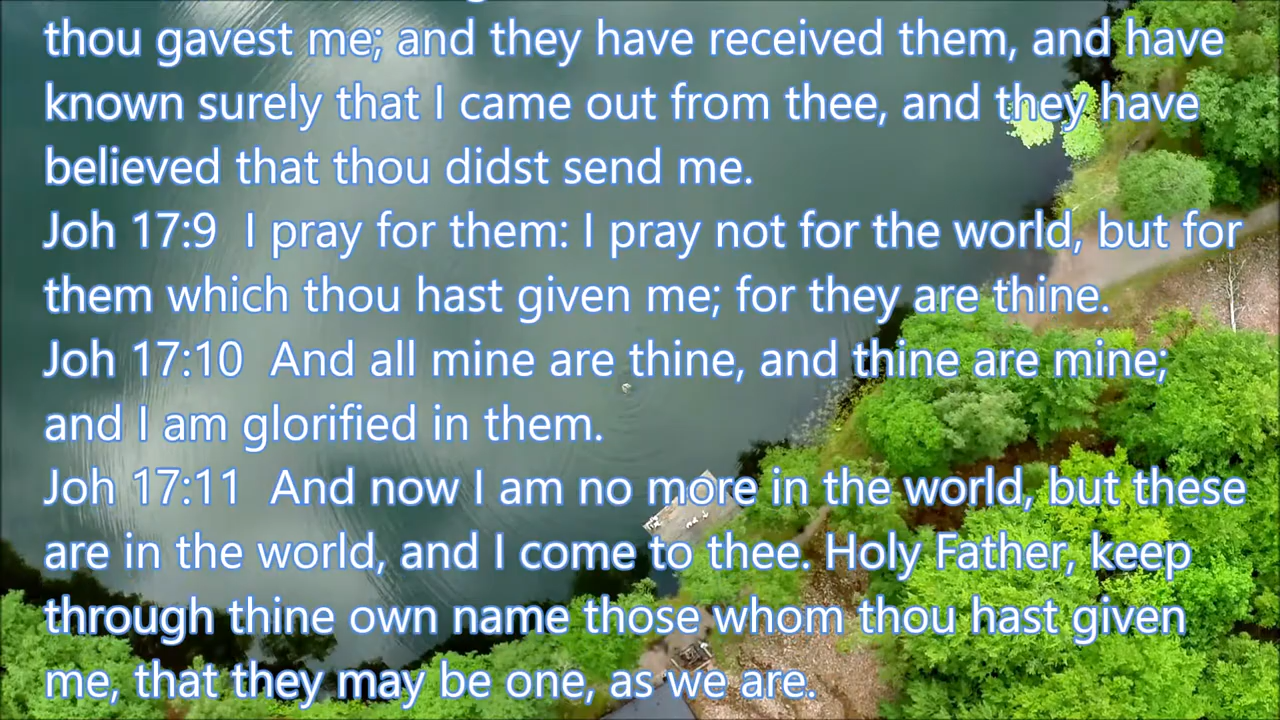 thou gavest me; and they have received them, and have
known surely that I came out from thee, and they have
believed that thou didst send me.
Joh 17:9  I pray for them: I pray not for the world, but for
them which thou hast given me; for they are thine.
Joh 17:10  And all mine are thine, and thine are mine;
and I am glorified in them.
Joh 17:11  And now I am no more in the world, but these
are in the world, and I come to thee. Holy Father, keep
through thine own name those whom thou hast given
me, that they may be one, as we are.